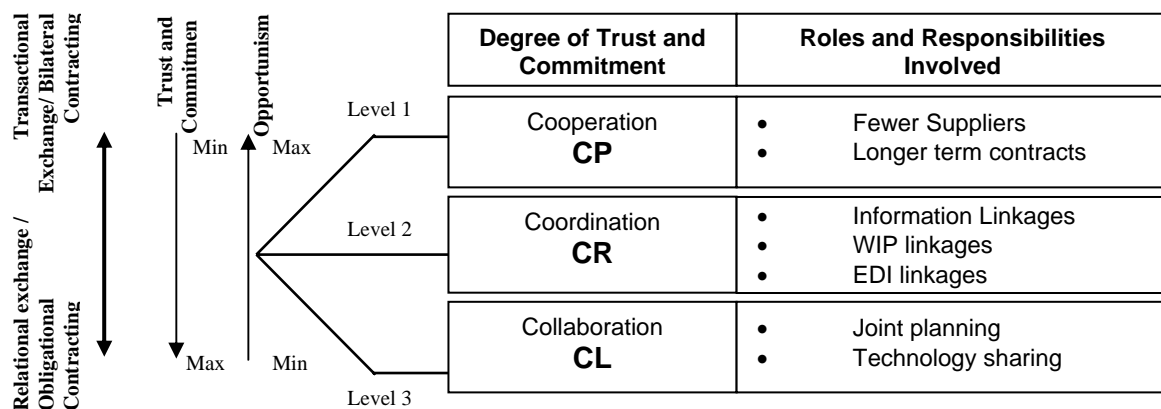 Transactional
Exchange/ Bilateral
Contracting
Relational exchange /
Obligational
Contracting
Trust and
Commitmen
Opportunism
Min
Max
Max
Min
Level 1
Level 2
Level 3
Degree of Trust and
Commitment
Roles and Responsibilities
Involved
Cooperation
CP
• Fewer Suppliers
• Longer term contracts
Coordination
CR
• Information Linkages
• WIP linkages
• EDI linkages
Collaboration
CL
• Joint planning
• Technology sharing